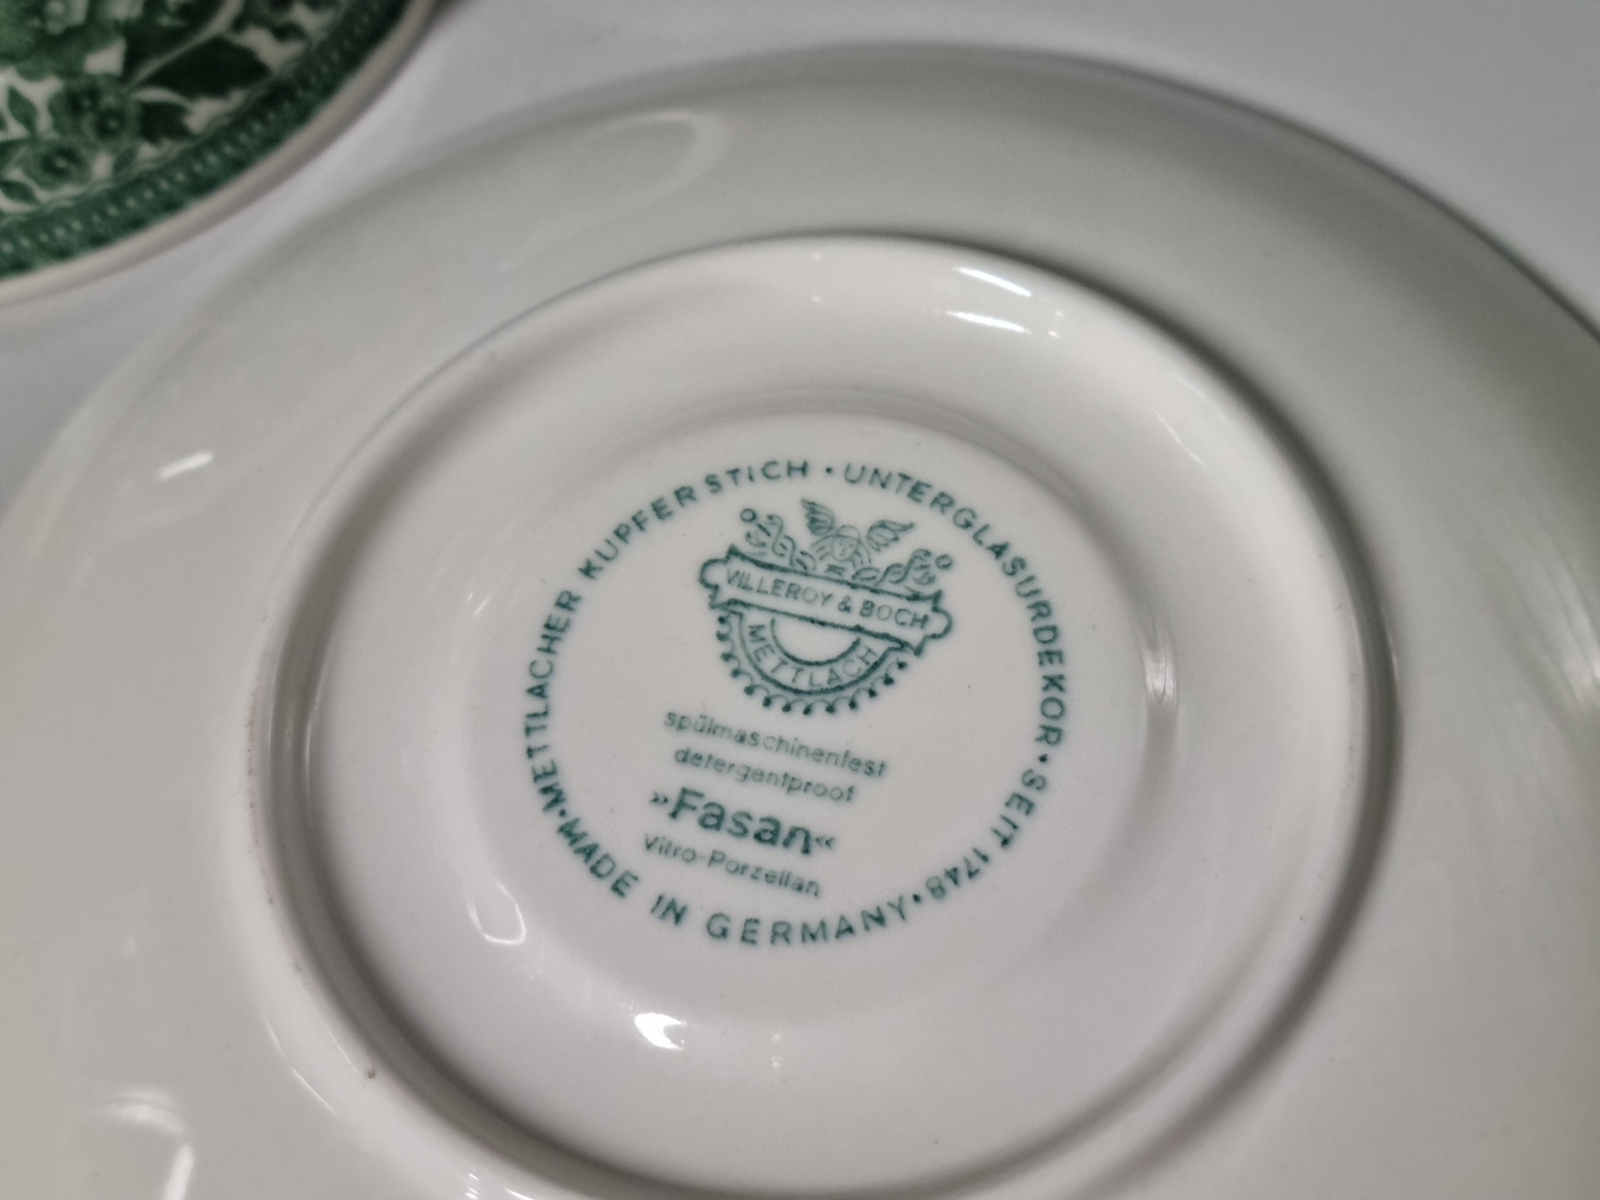 METTLACHER KUPFERSTICH · UNTERGLASURDEKOR · SEIT 1748 · MADE IN GERMANY ·
VILLEROY & BOCH
METTLACH
spülmaschinenfest
detergentproof
»Fasan«
Vitro-Porzellan